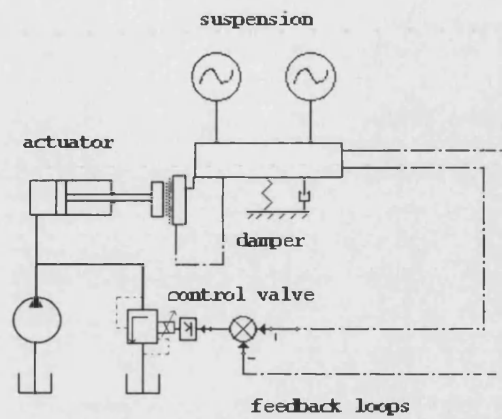 suspension
actuator
damper
control valve
feedback loops